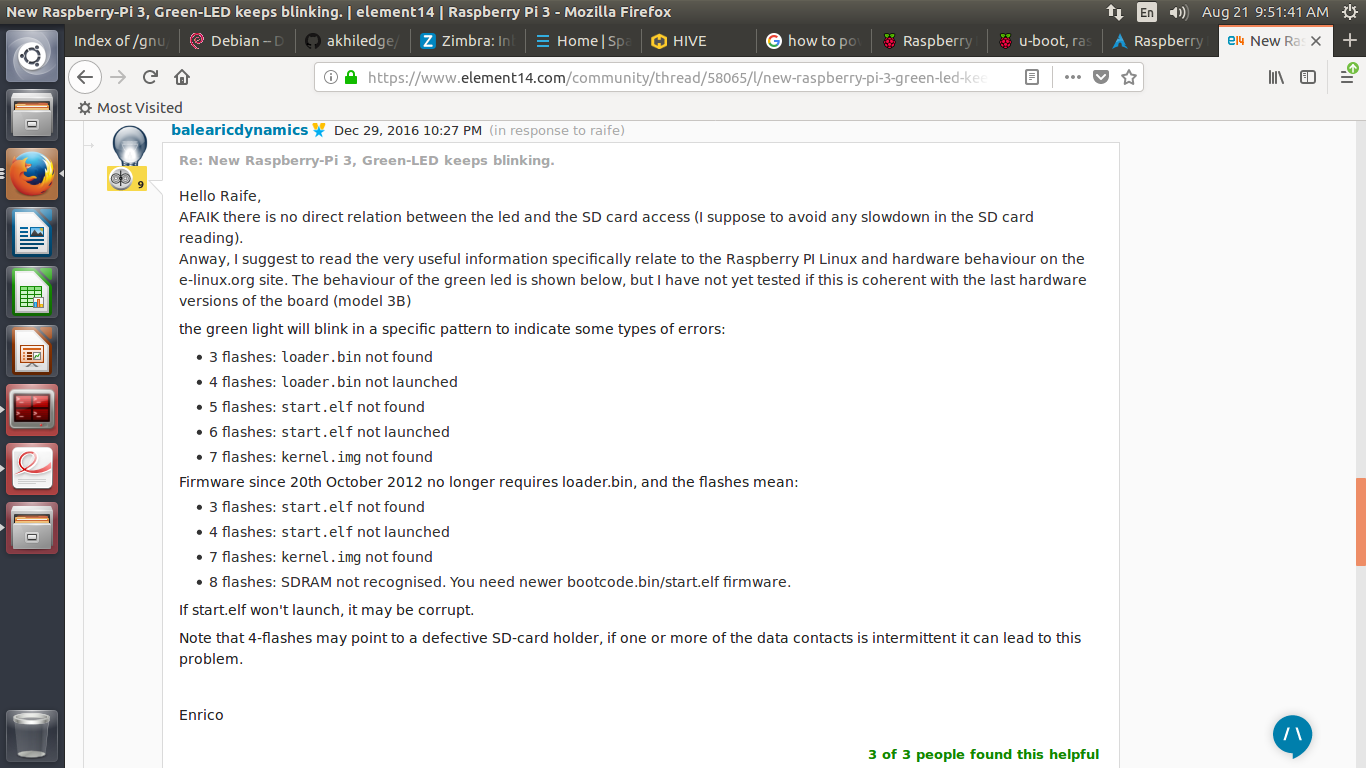 New Raspberry-Pi 3, Green-LED keeps blinking. | element14 | Raspberry Pi 3 - Mozilla Firefox
En
Aug 21 9:51:41 AM
Index of /gnu
Debian -- D
akhiledge/
Zimbra: In
Home | Spa
HIVE
how to po
Raspberry
u-boot, ras
Raspberry
e14 New Ras
https://www.element14.com/community/thread/58065/l/new-raspberry-pi-3-green-led-kee
Most Visited
balearicdynamics Dec 29, 2016 10:27 PM (in response to raife)
9
Re: New Raspberry-Pi 3, Green-LED keeps blinking.
Hello Raife,
AFAIK there is no direct relation between the led and the SD card access (I suppose to avoid any slowdown in the SD card
reading).
Anway, I suggest to read the very useful information specifically relate to the Raspberry PI Linux and hardware behaviour on the
e-linux.org site. The behaviour of the green led is shown below, but I have not yet tested if this is coherent with the last hardware
versions of the board (model 3B)
the green light will blink in a specific pattern to indicate some types of errors:
• 3 flashes: loader.bin not found
• 4 flashes: loader.bin not launched
• 5 flashes: start.elf not found
• 6 flashes: start.elf not launched
• 7 flashes: kernel.img not found
Firmware since 20th October 2012 no longer requires loader.bin, and the flashes mean:
• 3 flashes: start.elf not found
• 4 flashes: start.elf not launched
• 7 flashes: kernel.img not found
• 8 flashes: SDRAM not recognised. You need newer bootcode.bin/start.elf firmware.
If start.elf won't launch, it may be corrupt.
Note that 4-flashes may point to a defective SD-card holder, if one or more of the data contacts is intermittent it can lead to this
problem.
Enrico
3 of 3 people found this helpful